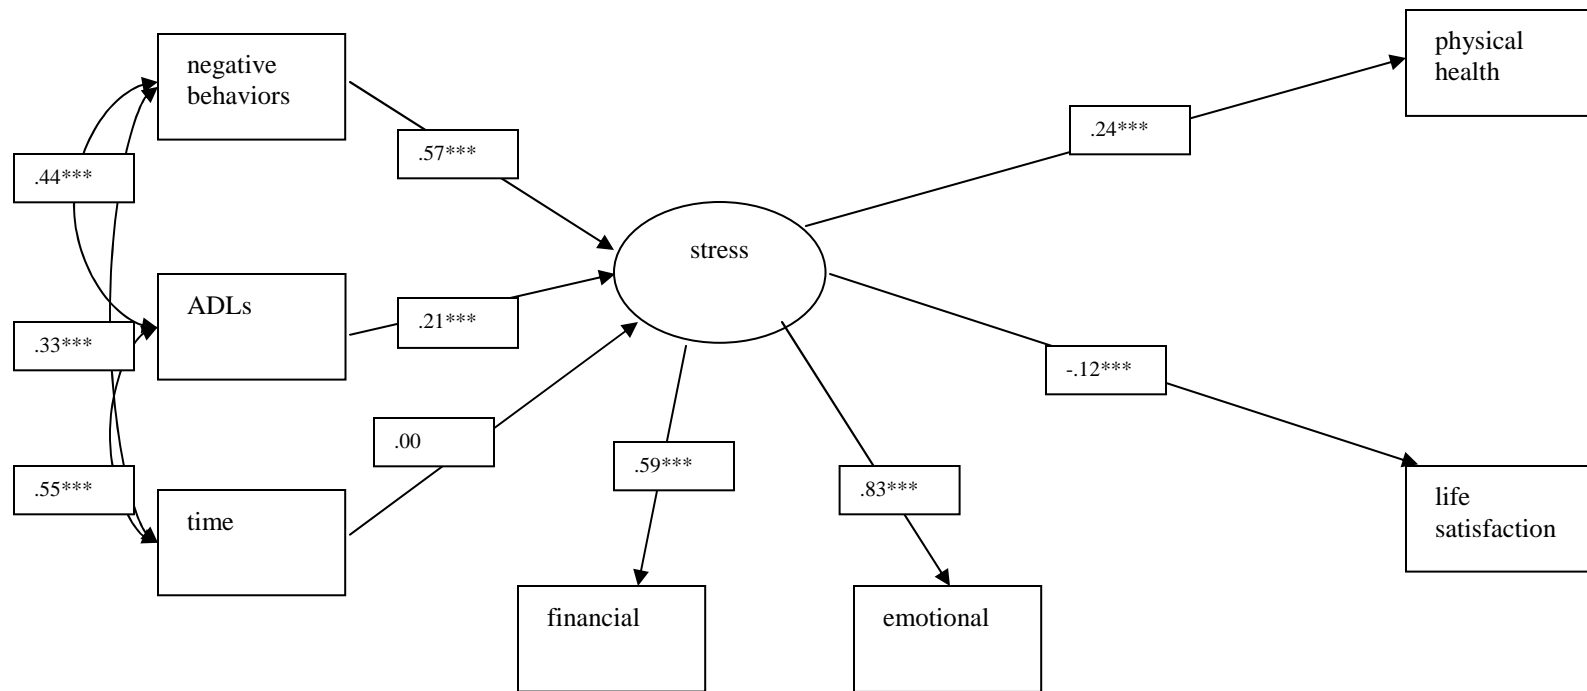 negative
behaviors
physical
health
.24***
.57***
.44***
stress
ADLs
.21***
.33***
-.12***
.00
.59***
.83***
.55***
time
life
satisfaction
financial
emotional